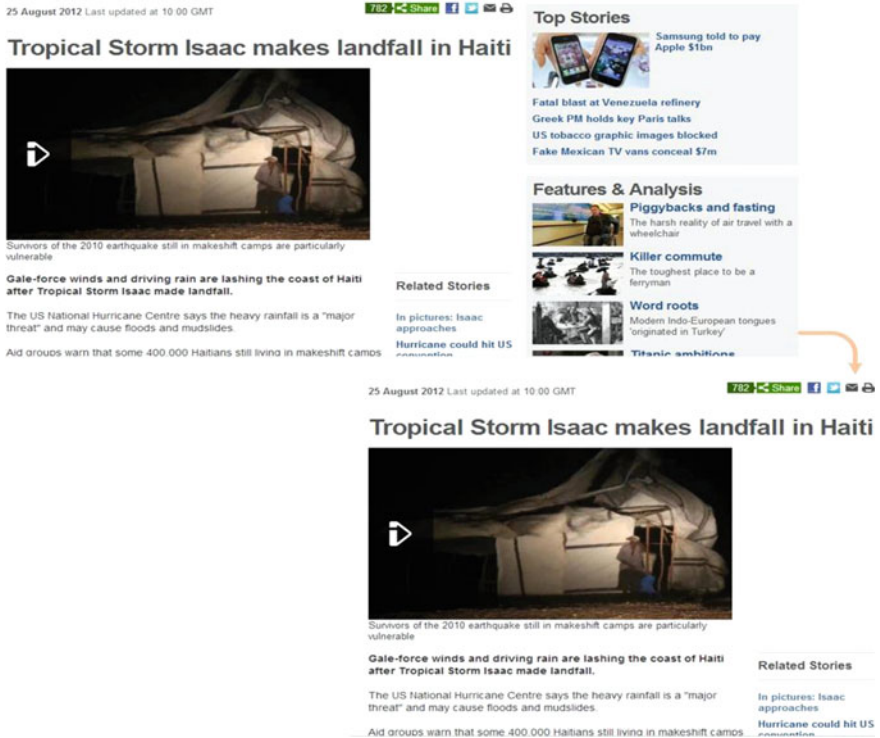 25 August 2012 Last updated at 10:00 GMT
782 Share
Tropical Storm Isaac makes landfall in Haiti
Survivors of the 2010 earthquake still in makeshift camps are particularly
vulnerable
Gale-force winds and driving rain are lashing the coast of Haiti
after Tropical Storm Isaac made landfall.
The US National Hurricane Centre says the heavy rainfall is a "major
threat" and may cause floods and mudslides.
Aid groups warn that some 400,000 Haitians still living in makeshift camps
Related Stories
In pictures: Isaac
approaches
Hurricane could hit US
convention
Top Stories
Samsung told to pay
Apple $1bn
Fatal blast at Venezuela refinery
Greek PM holds key Paris talks
US tobacco graphic images blocked
Fake Mexican TV vans conceal $7m
Features & Analysis
Piggybacks and fasting
The harsh reality of air travel with a
wheelchair
Killer commute
The toughest place to be a
ferryman
Word roots
Modern Indo-European tongues
'originated in Turkey'
Titanic ambitions
25 August 2012 Last updated at 10:00 GMT
782 Share
Tropical Storm Isaac makes landfall in Haiti
Survivors of the 2010 earthquake still in makeshift camps are particularly
vulnerable
Gale-force winds and driving rain are lashing the coast of Haiti
after Tropical Storm Isaac made landfall.
The US National Hurricane Centre says the heavy rainfall is a "major
threat" and may cause floods and mudslides.
Aid groups warn that some 400,000 Haitians still living in makeshift camps
Related Stories
In pictures: Isaac
approaches
Hurricane could hit US
convention